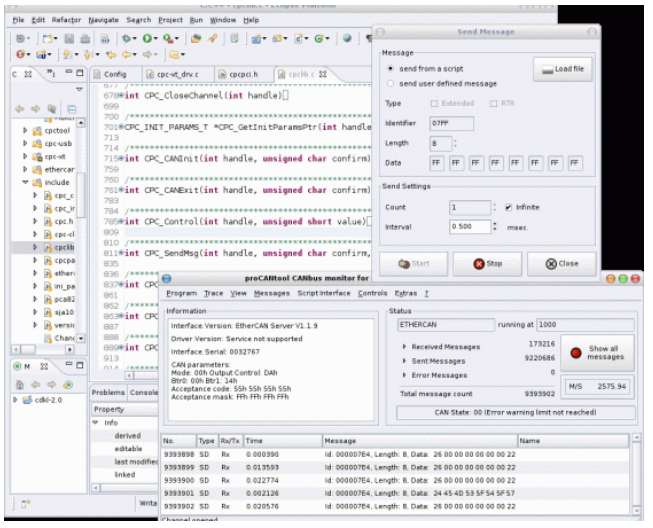 File Edit Refactor Navigate Search Project Run Window Help
Config cpc-xt_drv.c cpcpci.h cpclib.c
678 int CPC_CloseChannel(int handle)
699
700 /************
701 CPC_INIT_PARAMS_T *CPC_GetInitParamsPtr(int handle
713
714
715 int CPC_CANInit(int handle, unsigned char confirm)
759
760
761 int CPC_CANExit(int handle, unsigned char confirm)
783
784
785 int CPC_Control(int handle, unsigned short value)
809
810
811 int CPC_SendMsg(int handle, unsigned char confirm,
835
836
837 int CPC
861
862
863 int CPC
887
888
889 int CPC
913
914
cpctool
cpc-usb
cpc-xt
ethercar
include
cpc_c
cpc_ir
cpc.h
cpc-cl
cpclib
cpcpa
ether
ini_pa
pca82
sja10
versic
Chan
cdkl-2.0
Problems Console
Property
Info
derived
editable
last modified
linked
Writa
Send Message
Message
send from a script
Load file
send user defined message
Type Extended RTR
Identifier 07FF
Length 8
Data FF FF FF FF FF FF FF FF
Send Settings
Count 1 Infinite
Interval 0.500 msec.
Start Stop Close
proCANtool CANbus monitor for
Program Trace View Messages ScriptInterface Controls Extras ?
Information
Interface Version: EtherCAN Server V1.1.9
Driver Version: Service not supported
Interface Serial: 0032767
CAN parameters:
Mode: 00h Output Control: DAh
Btr0: 00h Btr1: 14h
Acceptance code: 55h 55h 55h 55h
Acceptance mask: FFh FFh FFh FFh
Status
ETHERCAN running at 1000
Received Messages 173216
Sent Messages 9220686
Error Messages 0
Total message count 9393902
Show all messages
M/S 2575.94
CAN State: 00 (Error warning limit not reached)
No. Type Rx/Tx Time Message Name
9393898 SD Rx 0.000390 Id: 000007E4, Length: 8, Data: 26 00 00 00 00 00 00 22
9393899 SD Rx 0.013593 Id: 000007E4, Length: 8, Data: 26 00 00 00 00 00 00 22
9393900 SD Rx 0.022774 Id: 000007E4, Length: 8, Data: 26 00 00 00 00 00 00 22
9393901 SD Rx 0.002126 Id: 000007E4, Length: 8, Data: 24 45 4D 53 5F 54 5F 57
9393902 SD Rx 0.020576 Id: 000007E4, Length: 8, Data: 26 00 00 00 00 00 00 22
Channel opened